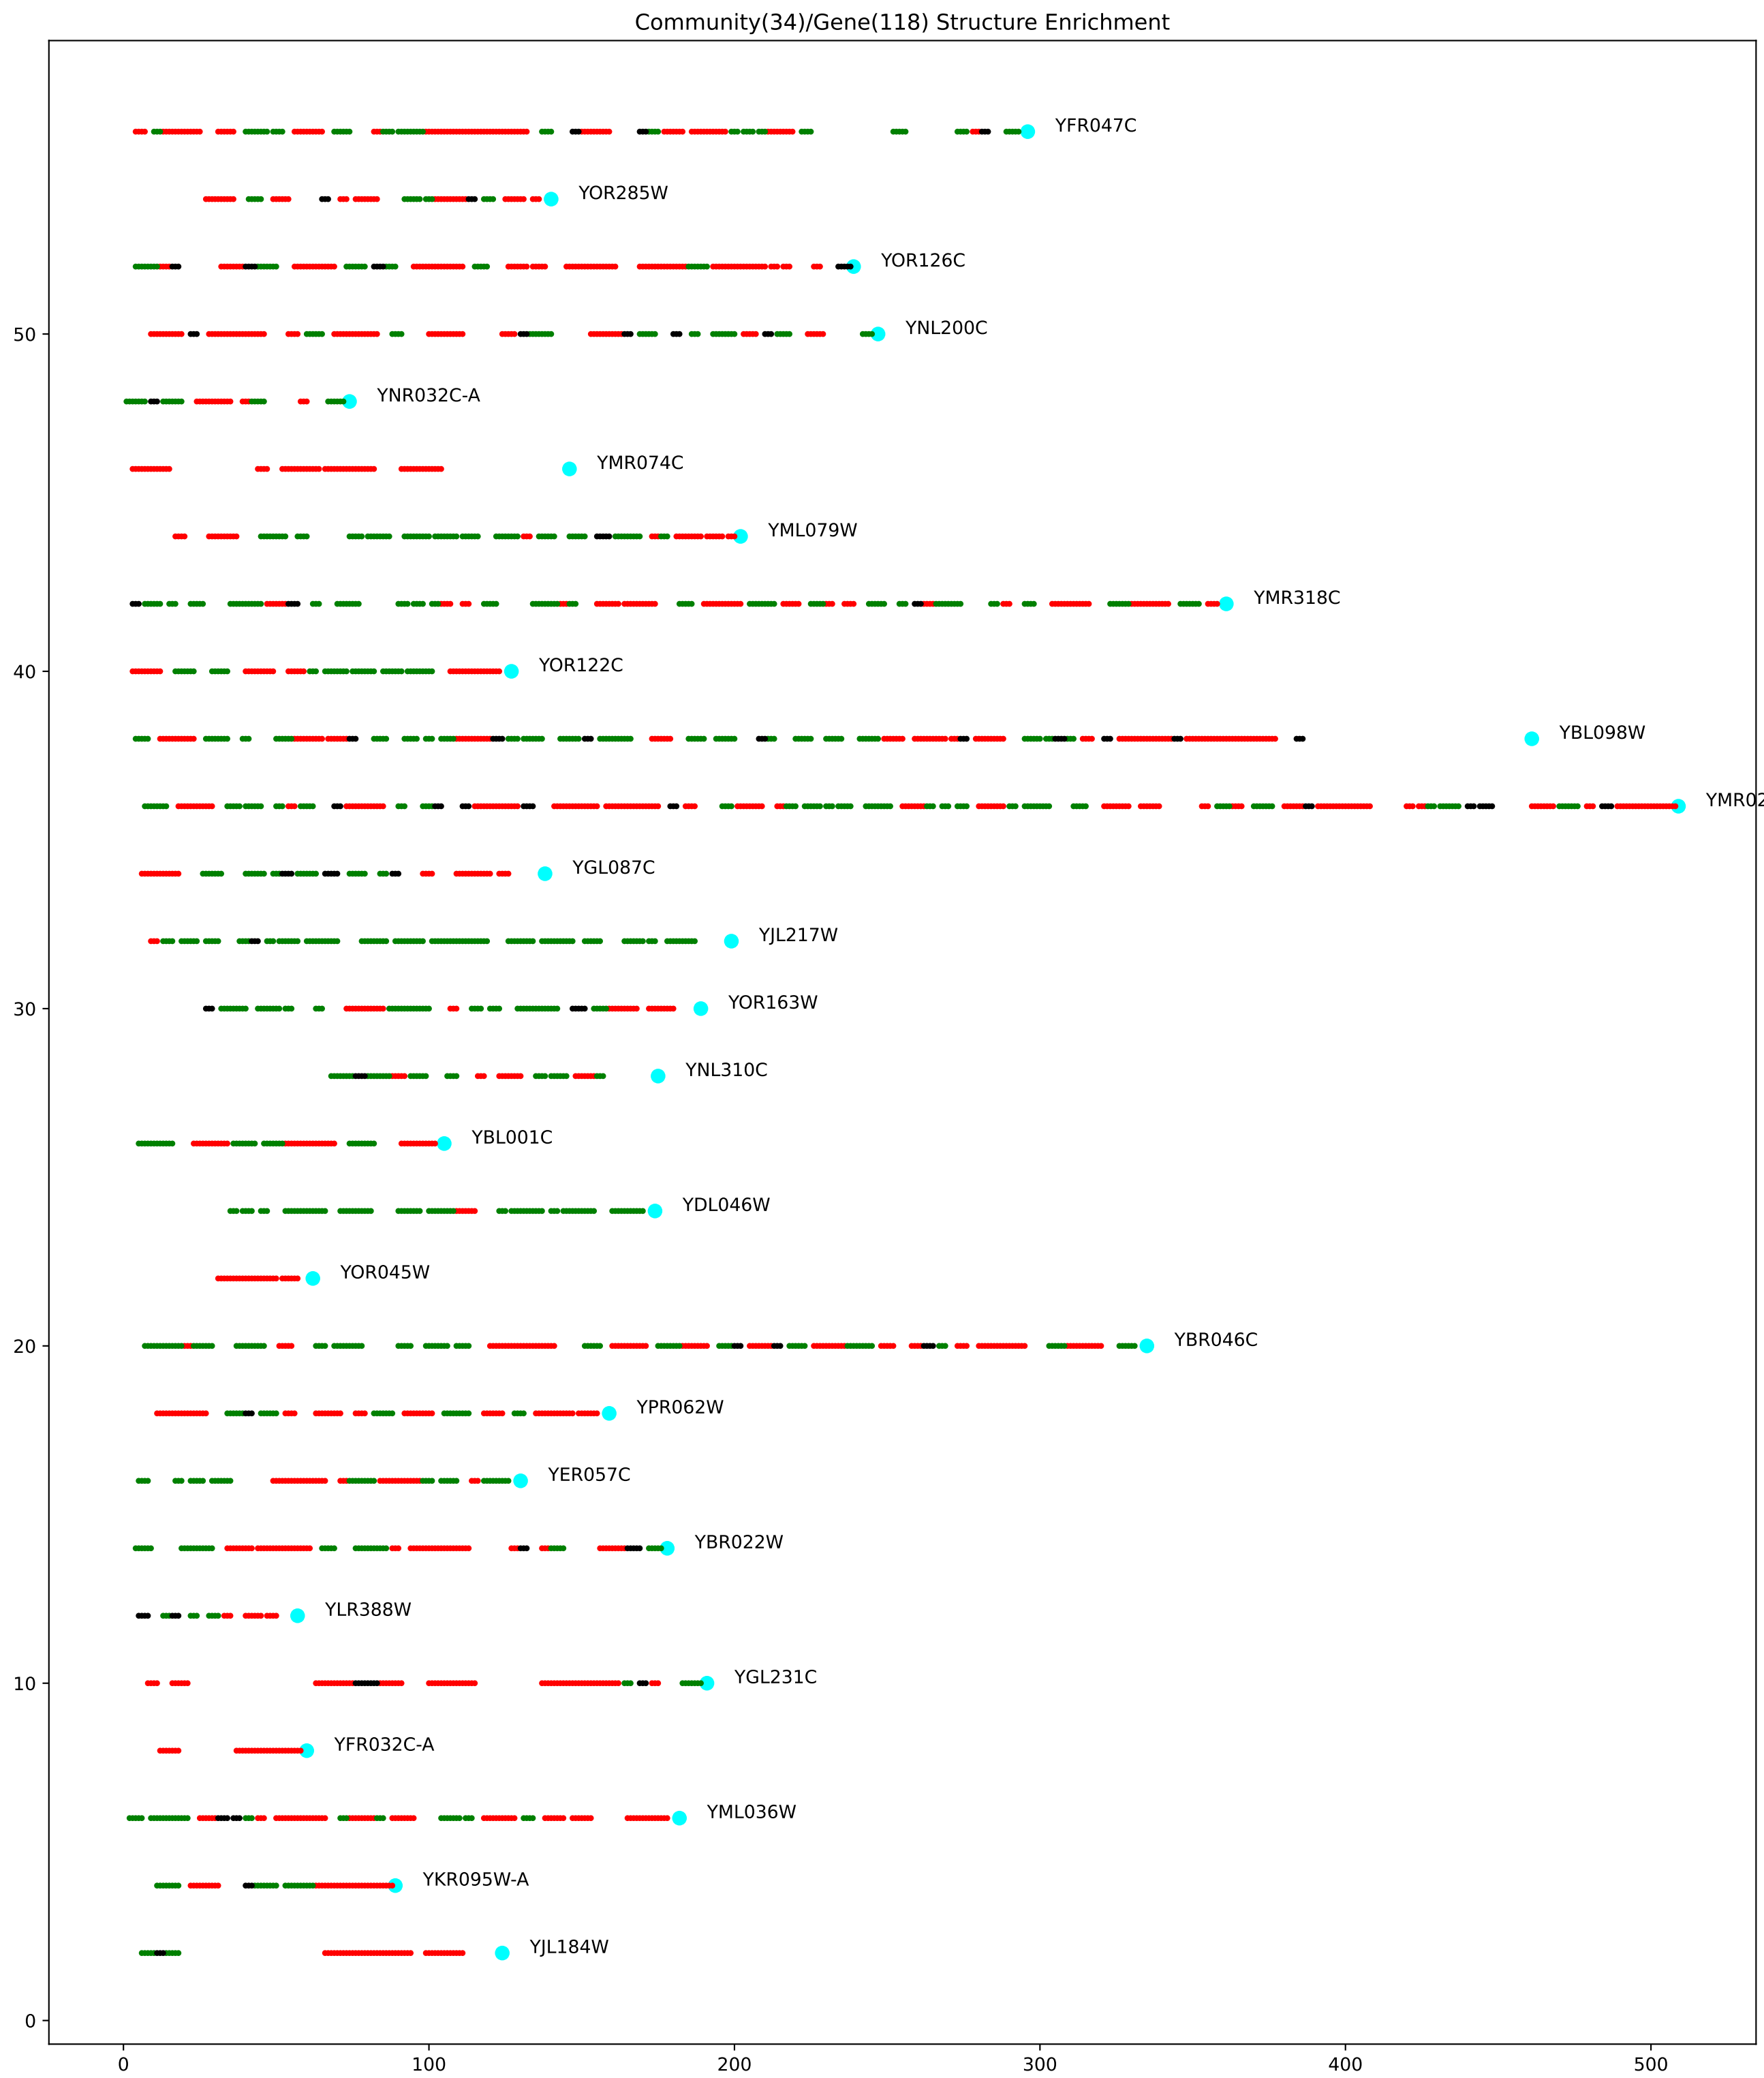 Community(34)/Gene(118) Structure Enrichment
YFR047C
YOR285W
YOR126C
50
YNL200C
YNR032C-A
YMR074C
YML079W
YMR318C
40
YOR122C
YBL098W
YMR02
YGL087C
YJL217W
30
YOR163W
YNL310C
YBL001C
YDL046W
YOR045W
20
YBR046C
YPR062W
YER057C
YBR022W
YLR388W
10
YGL231C
YFR032C-A
YML036W
YKR095W-A
YJL184W
0
0 100 200 300 400 500